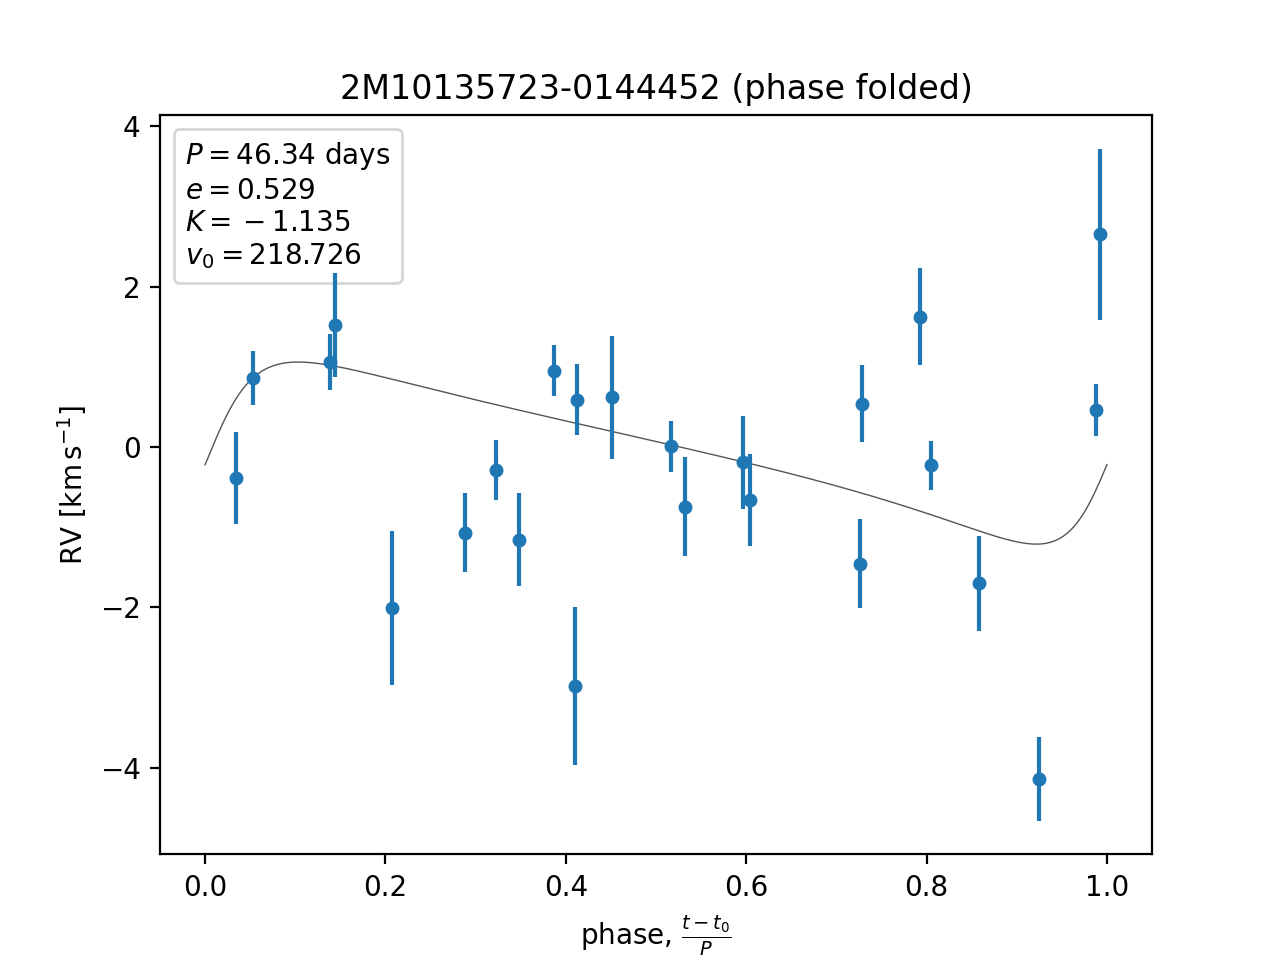 2M10135723-0144452 (phase folded)
P = 46.34 days
e = 0.529
K = −1.135
v₀ = 218.726
RV [km s⁻¹]
4
2
0
−2
−4
0.0 0.2 0.4 0.6 0.8 1.0
phase, (t − t₀)/P